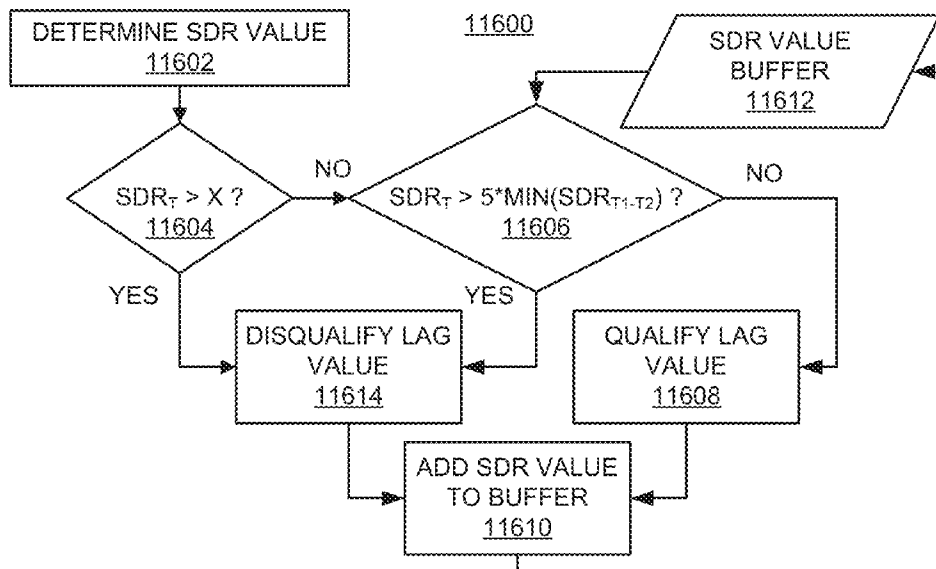 DETERMINE SDR VALUE
11602
11600
SDR VALUE
BUFFER
11612
SDR_T > X ?
11604
NO
SDR_T > 5*MIN(SDR_T1-T2) ?
11606
NO
YES
YES
DISQUALIFY LAG
VALUE
11614
QUALIFY LAG
VALUE
11608
ADD SDR VALUE
TO BUFFER
11610